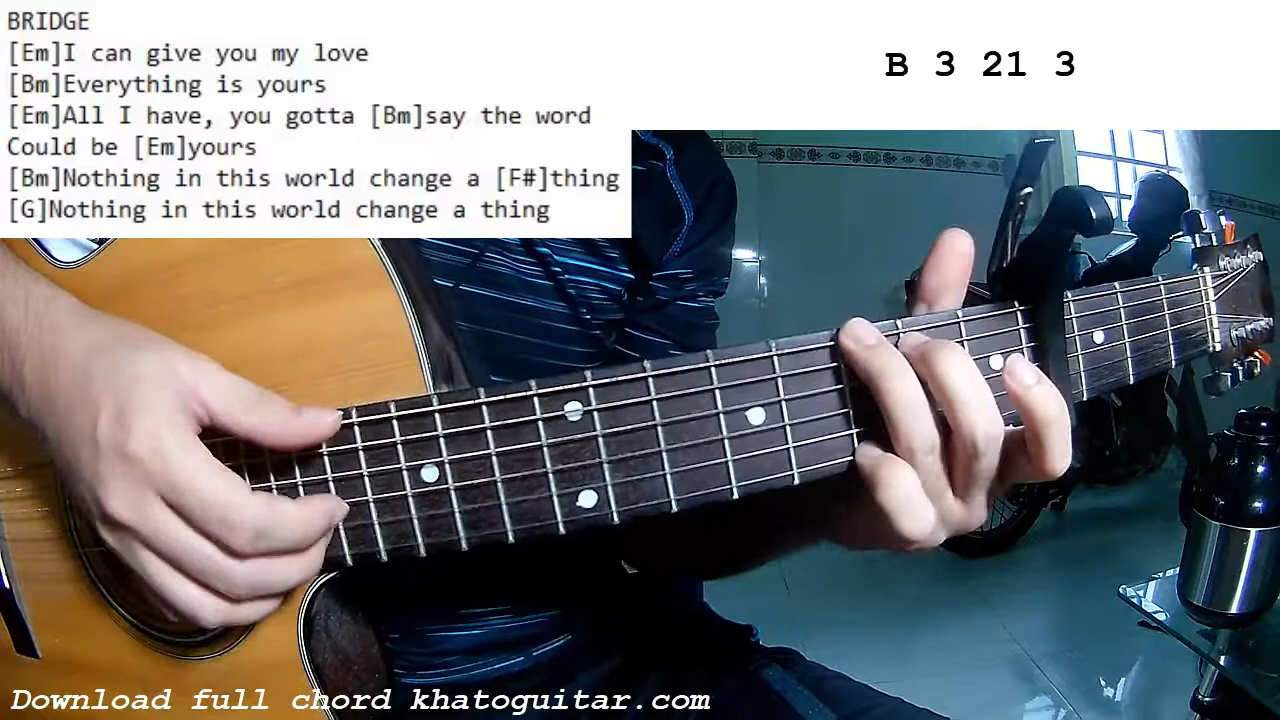 BRIDGE
[Em]I can give you my love
[Bm]Everything is yours
[Em]All I have, you gotta [Bm]say the word
Could be [Em]yours
[Bm]Nothing in this world change a [F#]thing
[G]Nothing in this world change a thing
B 3 21 3
Download full chord khatoguitar.com